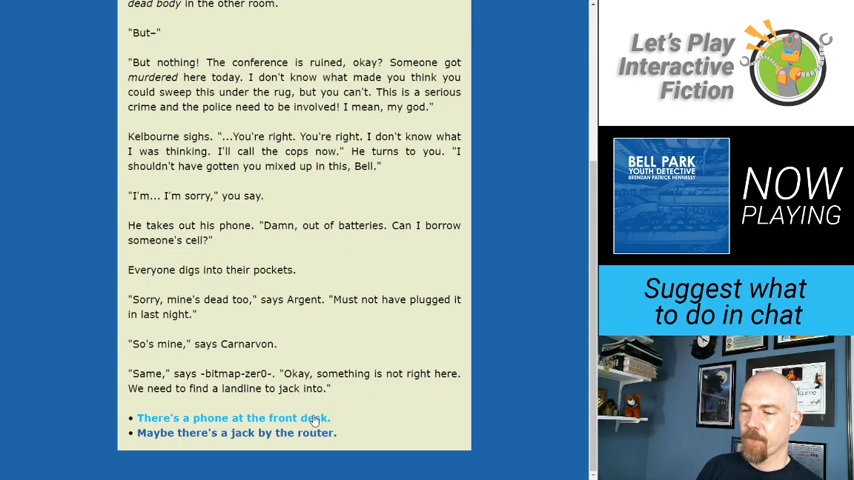 dead body in the other room.
"But–"
"But nothing! The conference is ruined, okay? Someone got
murdered here today. I don't know what made you think you
could sweep this under the rug, but you can't. This is a serious
crime and the police need to be involved! I mean, my god."
Kelbourne sighs. "...You're right. You're right. I don't know what
I was thinking. I'll call the cops now." He turns to you. "I
shouldn't have gotten you mixed up in this, Bell."
"I'm... I'm sorry," you say.
He takes out his phone. "Damn, out of batteries. Can I borrow
someone's cell?"
Everyone digs into their pockets.
"Sorry, mine's dead too," says Argent. "Must not have plugged it
in last night."
"So's mine," says Carnarvon.
"Same," says -bitmap-zer0-. "Okay, something is not right here.
We need to find a landline to jack into."
• There's a phone at the front desk.
• Maybe there's a jack by the router.
Let's Play
Interactive
Fiction
BELL PARK
YOUTH DETECTIVE
BRENDAN PATRICK HENNESSY
NOW
PLAYING
Suggest what
to do in chat